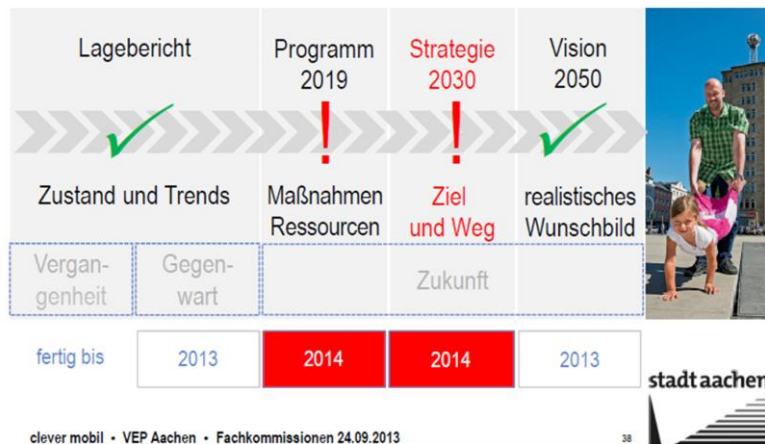 Lagebericht
Programm
2019
Strategie
2030
Vision
2050
Zustand und Trends
Maßnahmen
Ressourcen
Ziel
und Weg
realistisches
Wunschbild
Vergan-
genheit
Gegen-
wart
Zukunft
fertig bis
2013
2014
2014
2013
stadt aachen
clever mobil • VEP Aachen • Fachkommissionen 24.09.2013
38